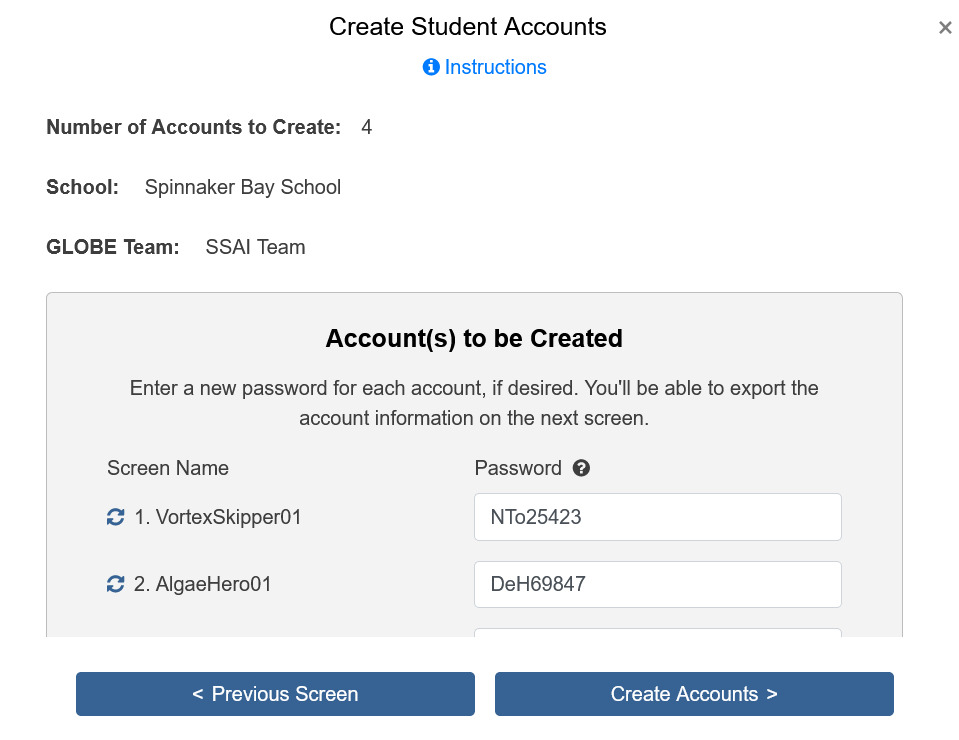 Create Student Accounts
×
Instructions
Number of Accounts to Create: 4
School: Spinnaker Bay School
GLOBE Team: SSAI Team
Account(s) to be Created
Enter a new password for each account, if desired. You'll be able to export the
account information on the next screen.
Screen Name Password
1. VortexSkipper01 NTo25423
2. AlgaeHero01 DeH69847
< Previous Screen Create Accounts >